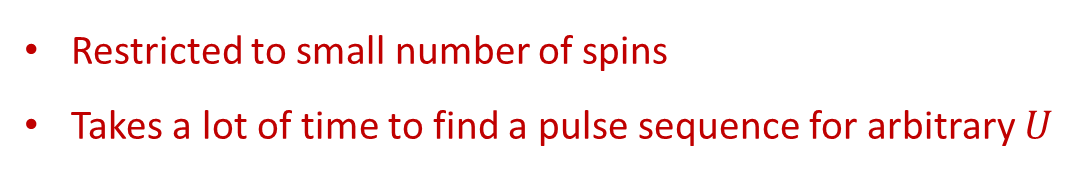 • Restricted to small number of spins
• Takes a lot of time to find a pulse sequence for arbitrary U